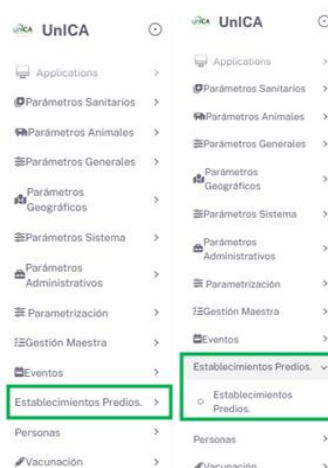 UnICA
Applications
Parámetros Sanitarios
Parámetros Animales
Parámetros Generales
Parámetros
Geográficos
Parámetros Sistema
Parámetros
Administrativos
Parametrización
Gestión Maestra
Eventos
Establecimientos Predios.
Personas
Vacunación
UnICA
Applications
Parámetros Sanitarios
Parámetros Animales
Parámetros Generales
Parámetros
Geográficos
Parámetros Sistema
Parámetros
Administrativos
Parametrización
Gestión Maestra
Eventos
Establecimientos Predios.
Establecimientos
Predios.
Personas
Vacunación